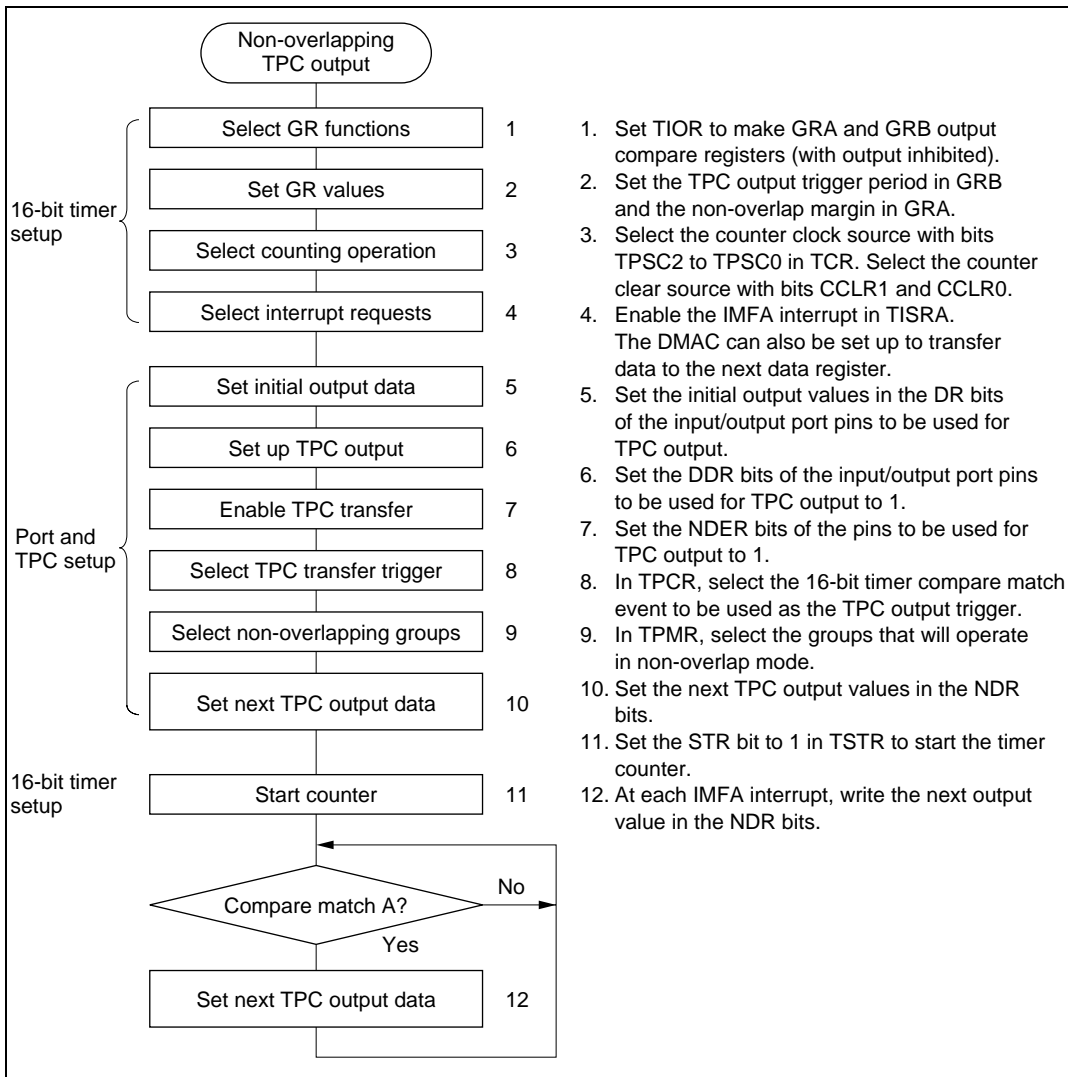 Non-overlapping
TPC output
16-bit timer
setup
Select GR functions 1
Set GR values 2
Select counting operation 3
Select interrupt requests 4
Port and
TPC setup
Set initial output data 5
Set up TPC output 6
Enable TPC transfer 7
Select TPC transfer trigger 8
Select non-overlapping groups 9
Set next TPC output data 10
16-bit timer
setup
Start counter 11
Compare match A?
No
Yes
Set next TPC output data 12
1. Set TIOR to make GRA and GRB output
compare registers (with output inhibited).
2. Set the TPC output trigger period in GRB
and the non-overlap margin in GRA.
3. Select the counter clock source with bits
TPSC2 to TPSC0 in TCR. Select the counter
clear source with bits CCLR1 and CCLR0.
4. Enable the IMFA interrupt in TISRA.
The DMAC can also be set up to transfer
data to the next data register.
5. Set the initial output values in the DR bits
of the input/output port pins to be used for
TPC output.
6. Set the DDR bits of the input/output port pins
to be used for TPC output to 1.
7. Set the NDER bits of the pins to be used for
TPC output to 1.
8. In TPCR, select the 16-bit timer compare match
event to be used as the TPC output trigger.
9. In TPMR, select the groups that will operate
in non-overlap mode.
10. Set the next TPC output values in the NDR
bits.
11. Set the STR bit to 1 in TSTR to start the timer
counter.
12. At each IMFA interrupt, write the next output
value in the NDR bits.